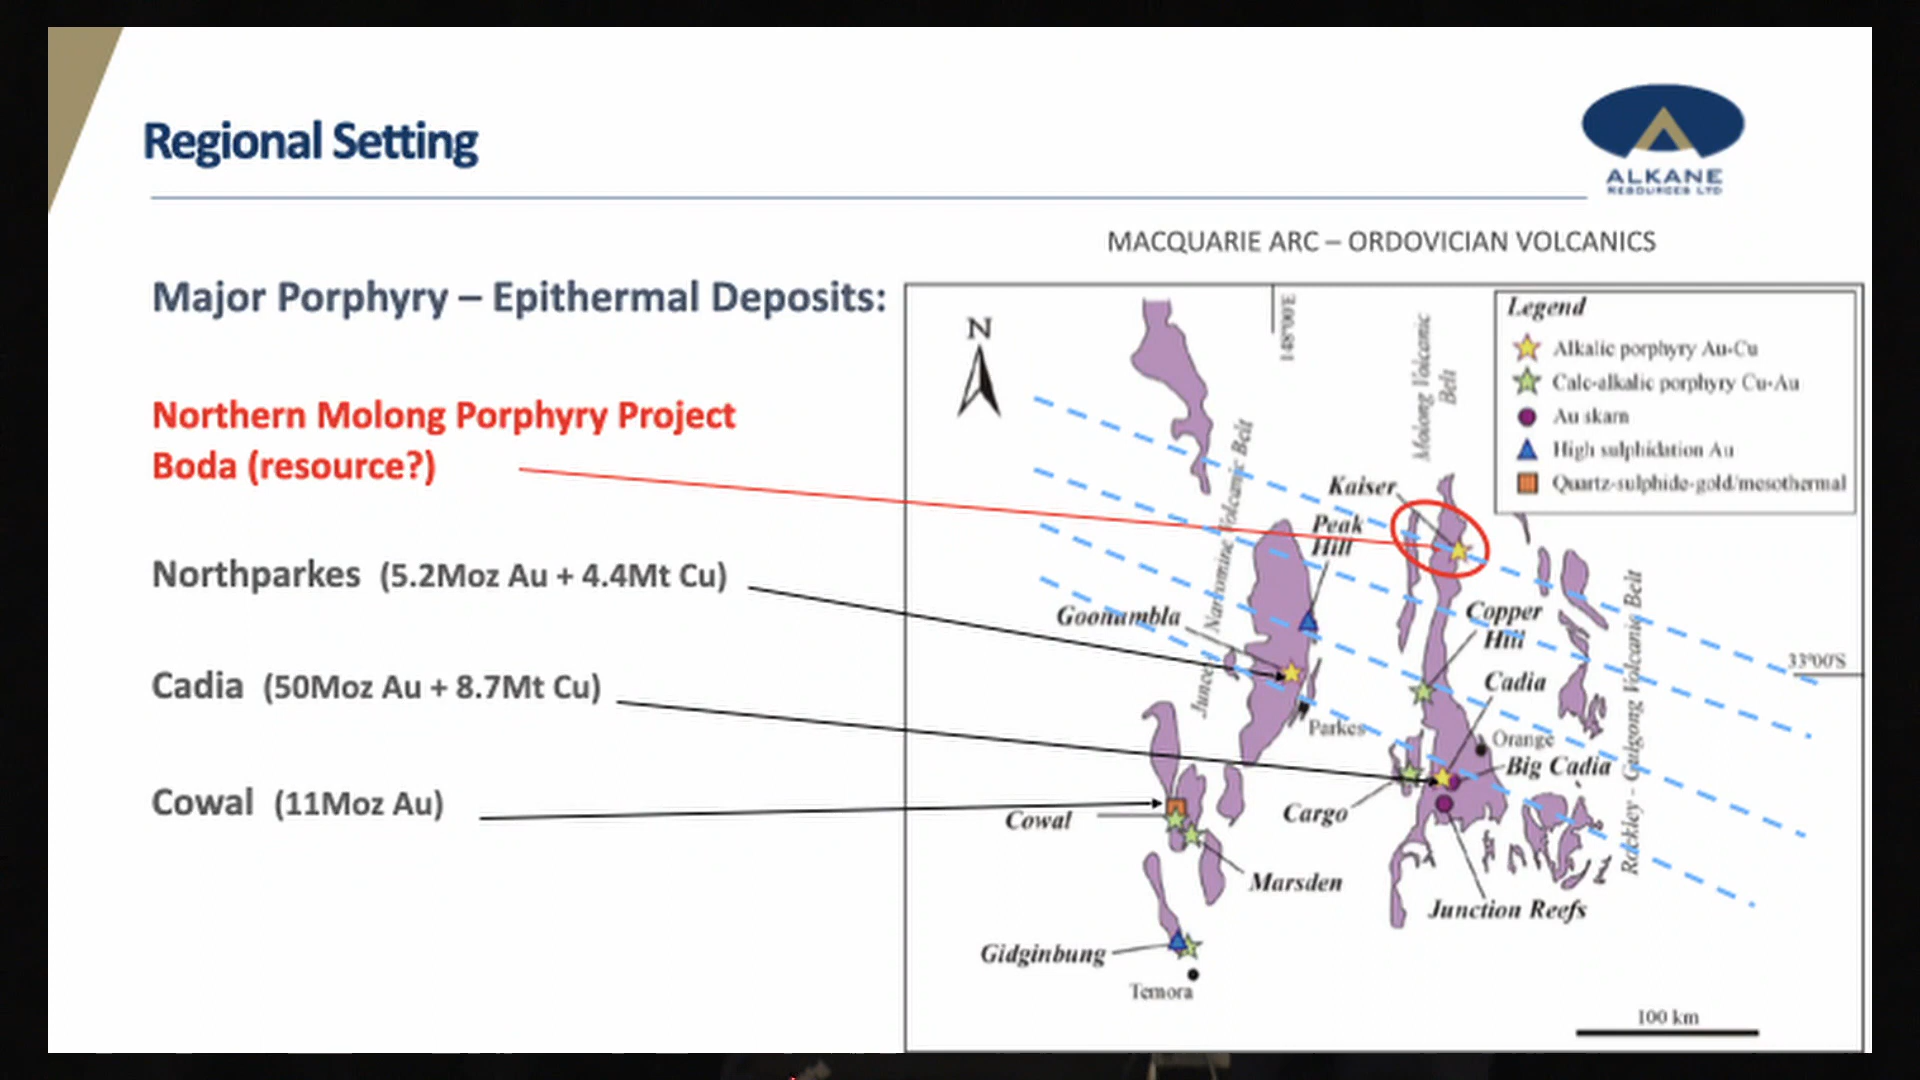 Regional Setting
ALKANE
RESOURCES LTD
MACQUARIE ARC – ORDOVICIAN VOLCANICS
Major Porphyry – Epithermal Deposits:
Northern Molong Porphyry Project
Boda (resource?)
Northparkes (5.2Moz Au + 4.4Mt Cu)
Cadia (50Moz Au + 8.7Mt Cu)
Cowal (11Moz Au)
N
148°00'E
Molong Volcanic
Belt
Legend
Alkalic porphyry Au-Cu
Calc-alkalic porphyry Cu-Au
Au skarn
High sulphidation Au
Quartz-sulphide-gold/mesothermal
Junee - Narromine Volcanic Belt
Kaiser
Peak
Hill
Goonumbla
Copper
Hill
33°00'S
Rockley - Gulgong Volcanic Belt
Cadia
Parkes
Orange
Big Cadia
Cargo
Cowal
Marsden
Junction Reefs
Gidginbung
Temora
100 km